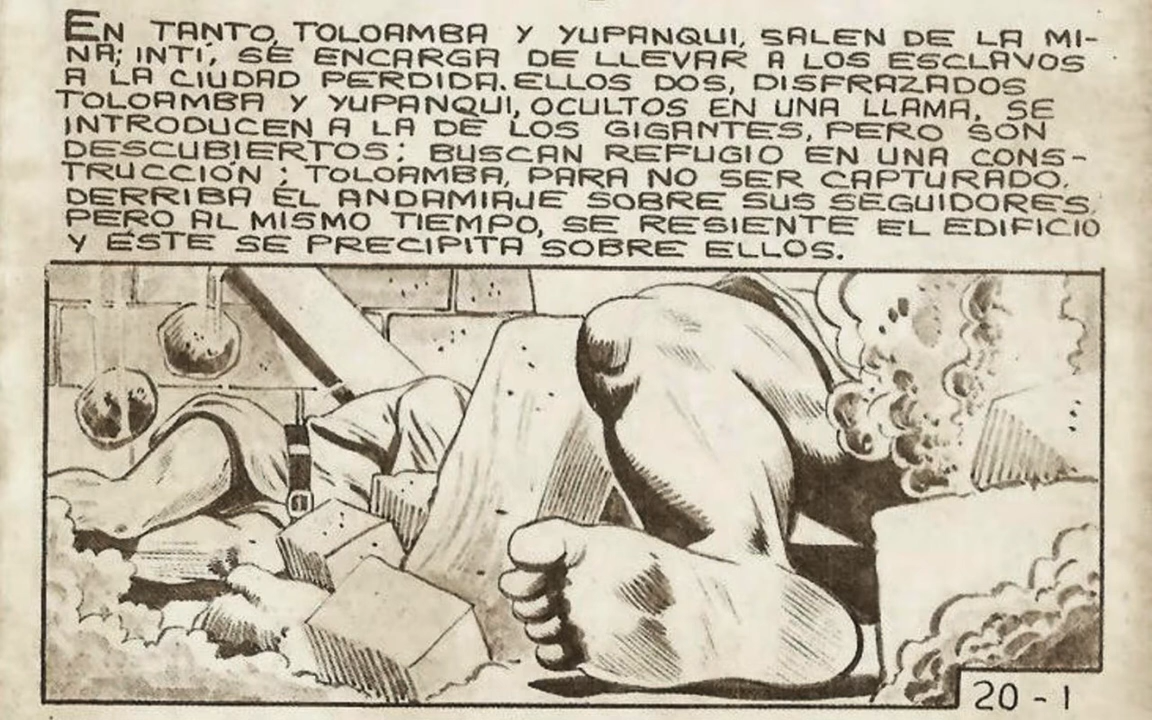 EN TANTO, TOLOAMBA Y YUPANQUI, SALEN DE LA MI-
NA; INTI, SE ENCARGA DE LLEVAR A LOS ESCLAVOS
A LA CIUDAD PERDIDA. ELLOS DOS, DISFRAZADOS
TOLOAMBA Y YUPANQUI, OCULTOS EN UNA LLAMA, SE
INTRODUCEN A LA DE LOS GIGANTES, PERO SON
DESCUBIERTOS; BUSCAN REFUGIO EN UNA CONS-
TRUCCIÓN; TOLOAMBA, PARA NO SER CAPTURADO,
DERRIBA EL ANDAMIAJE SOBRE SUS SEGUIDORES,
PERO AL MISMO TIEMPO, SE RESIENTE EL EDIFICIO
Y ESTE SE PRECIPITA SOBRE ELLOS.
20-1